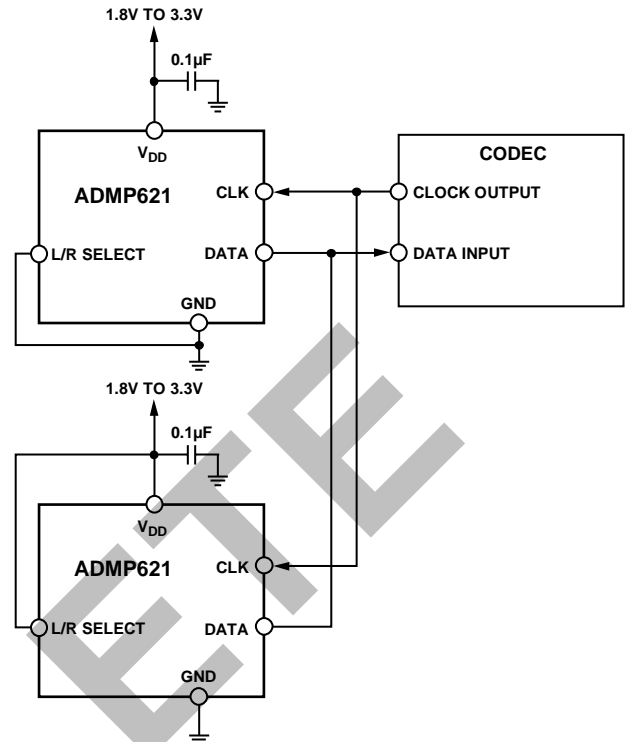 1.8V TO 3.3V
0.1µF
VDD
ADMP621
CLK
L/R SELECT
DATA
GND
CODEC
CLOCK OUTPUT
DATA INPUT
1.8V TO 3.3V
0.1µF
VDD
ADMP621
CLK
L/R SELECT
DATA
GND
ETE